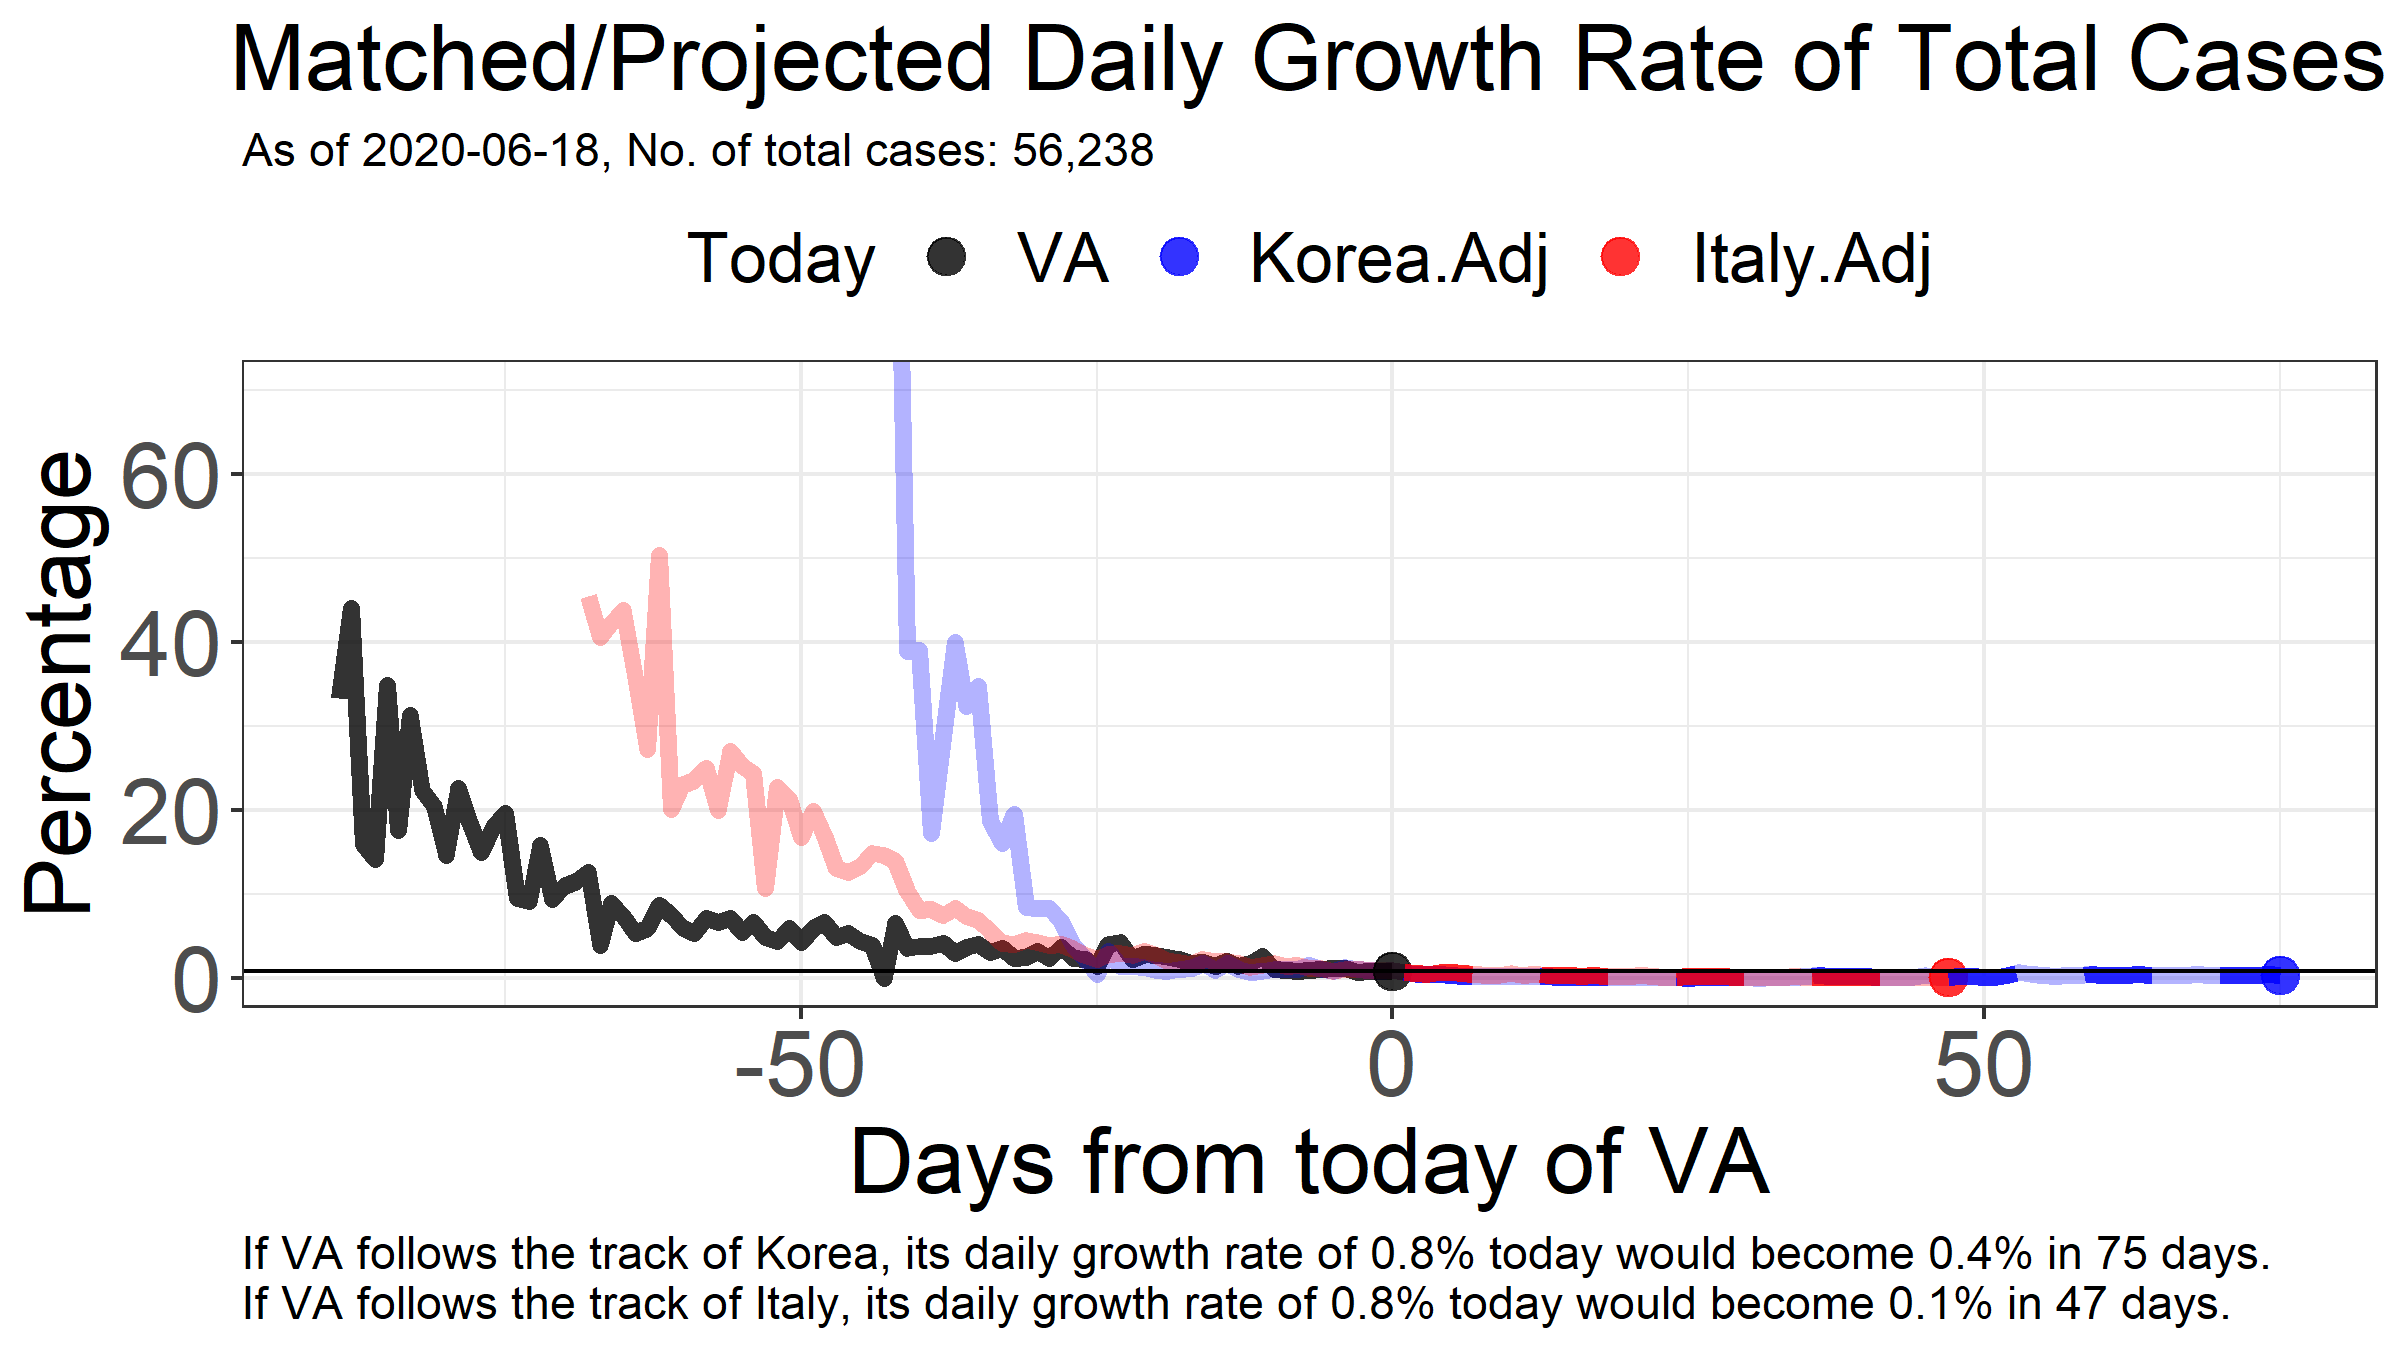 Matched/Projected Daily Growth Rate of Total Cases
As of 2020-06-18, No. of total cases: 56,238
Today VA Korea.Adj Italy.Adj
Percentage
60
40
20
0
-50 0 50
Days from today of VA
If VA follows the track of Korea, its daily growth rate of 0.8% today would become 0.4% in 75 days.
If VA follows the track of Italy, its daily growth rate of 0.8% today would become 0.1% in 47 days.